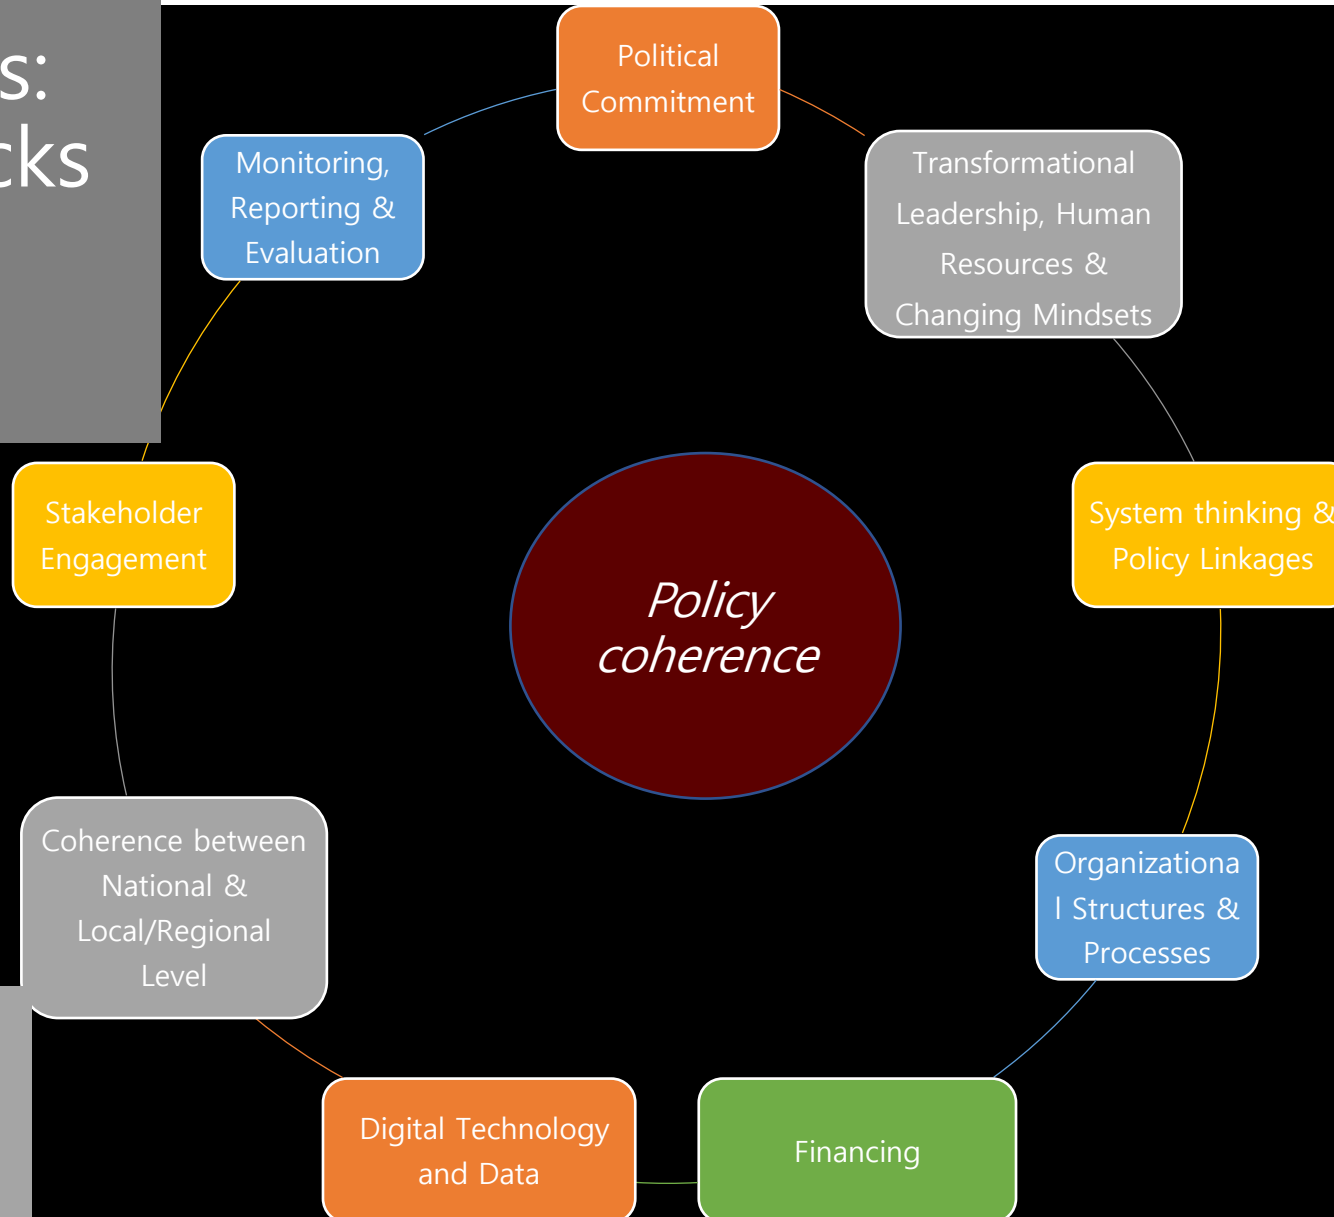 s:
cks
Political
Commitment
Transformational
Leadership, Human
Resources &
Changing Mindsets
System thinking &
Policy Linkages
Organizationa
l Structures &
Processes
Financing
Digital Technology
and Data
Coherence between
National &
Local/Regional
Level
Stakeholder
Engagement
Monitoring,
Reporting &
Evaluation
Policy
coherence